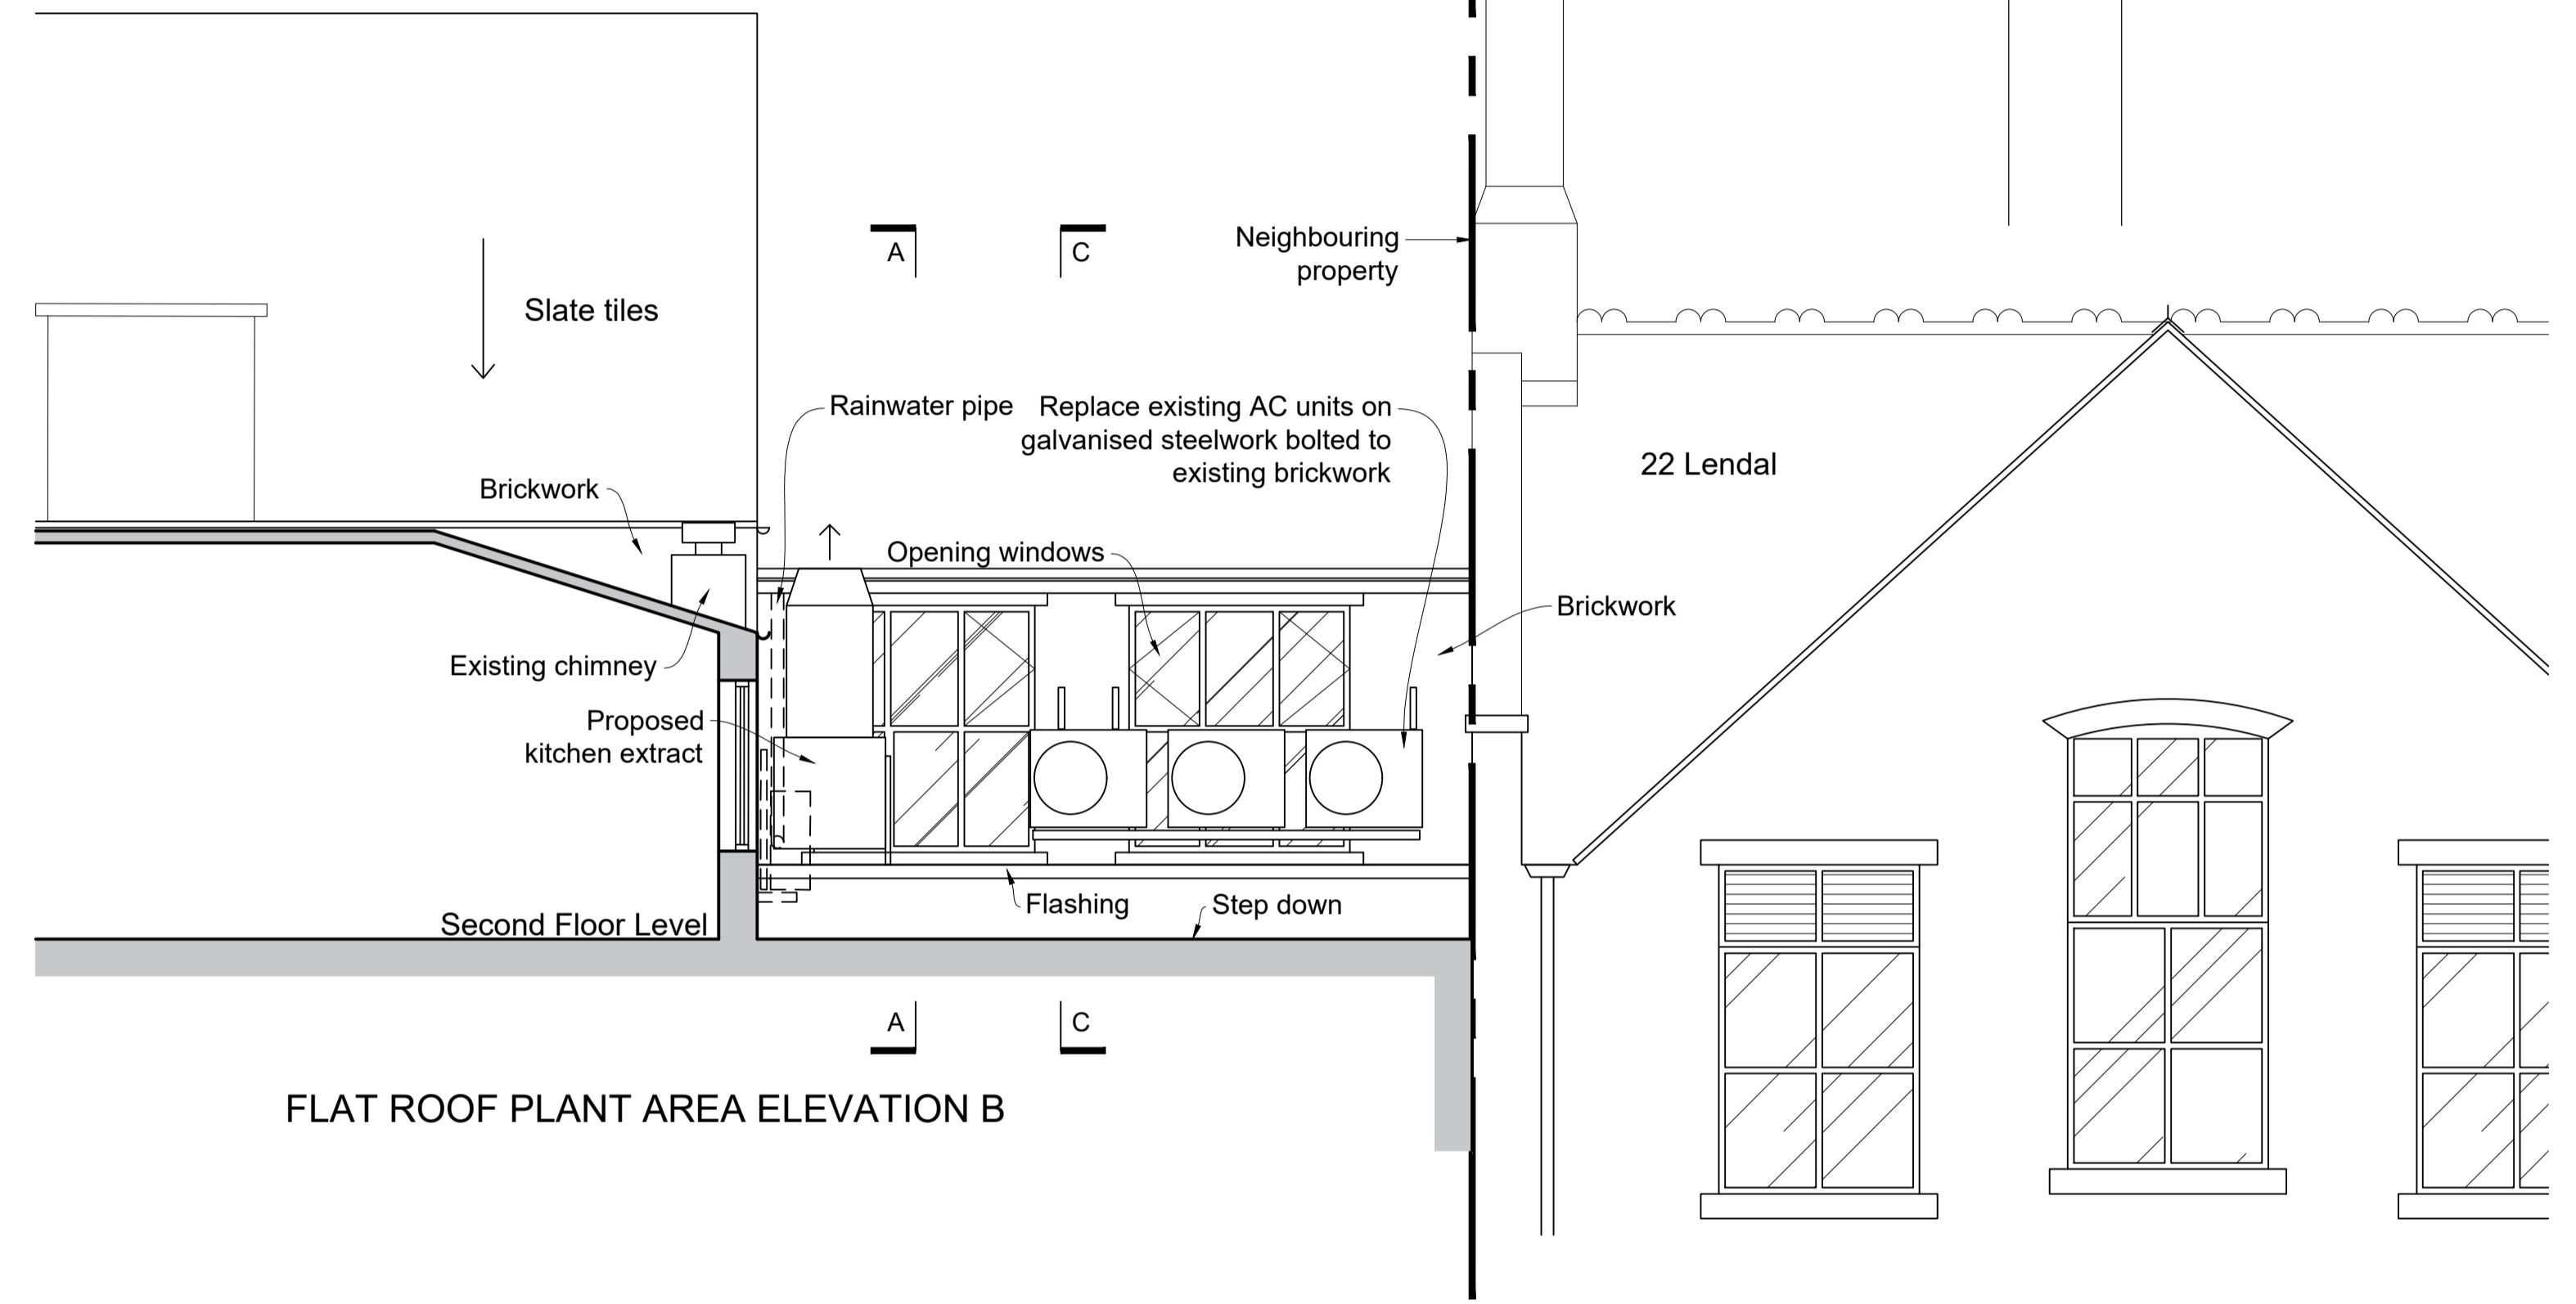 A
C
Neighbouring
property
Slate tiles
Rainwater pipe
Replace existing AC units on
galvanised steelwork bolted to
existing brickwork
22 Lendal
Brickwork
Opening windows
Brickwork
Existing chimney
Proposed
kitchen extract
Flashing
Step down
Second Floor Level
A
C
FLAT ROOF PLANT AREA ELEVATION B